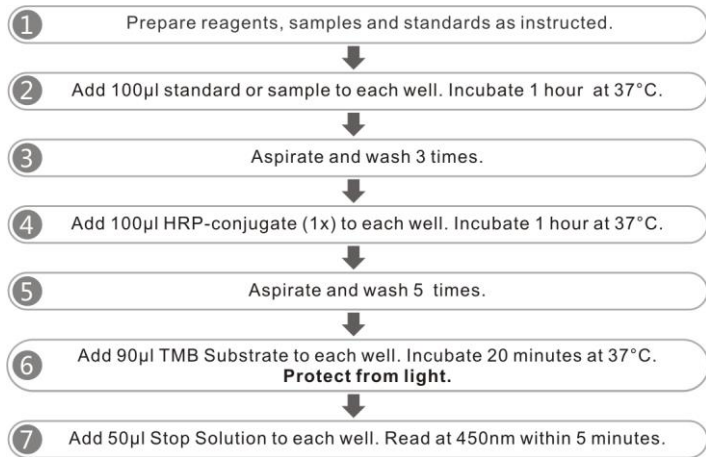 1 Prepare reagents, samples and standards as instructed.
2 Add 100μl standard or sample to each well. Incubate 1 hour at 37°C.
3 Aspirate and wash 3 times.
4 Add 100μl HRP-conjugate (1x) to each well. Incubate 1 hour at 37°C.
5 Aspirate and wash 5 times.
6 Add 90μl TMB Substrate to each well. Incubate 20 minutes at 37°C.
Protect from light.
7 Add 50μl Stop Solution to each well. Read at 450nm within 5 minutes.